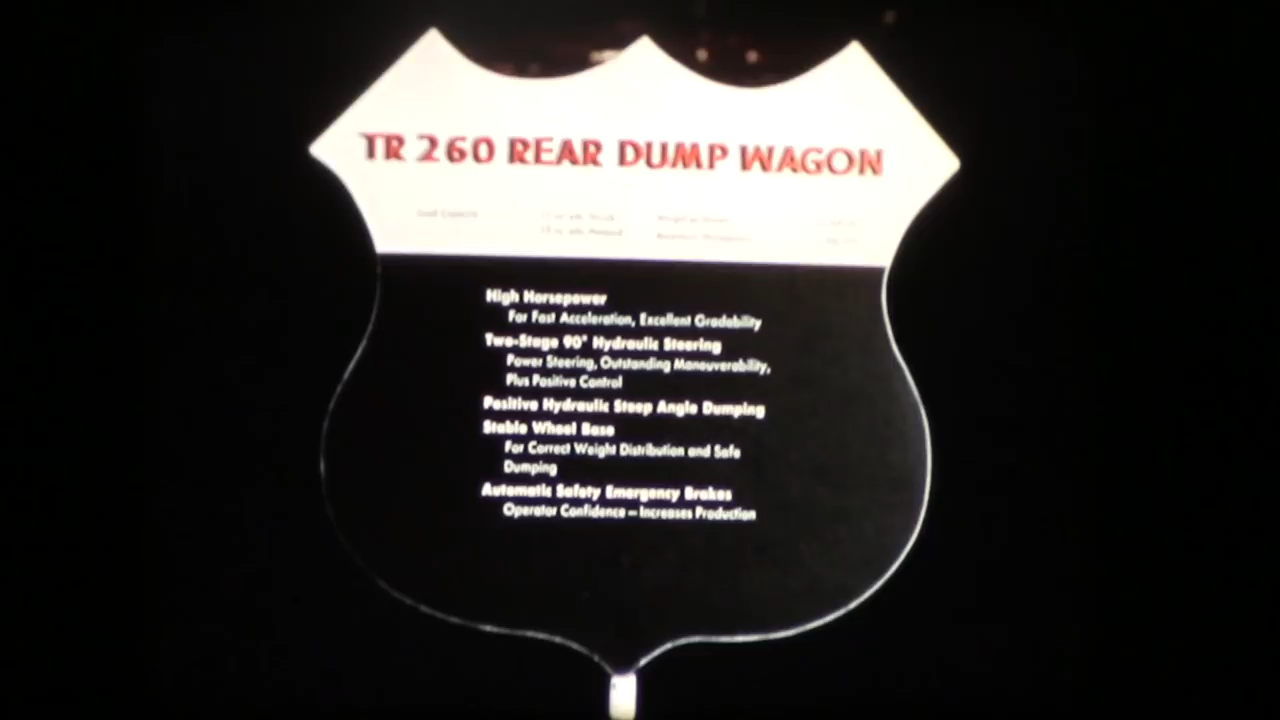 TR 260 REAR DUMP WAGON
High Horsepower
For Fast Acceleration, Excellent Gradability
Two-Stage 90° Hydraulic Steering
Power Steering, Outstanding Maneuverability,
Plus Positive Control
Positive Hydraulic Steep Angle Dumping
Stable Wheel Base
For Correct Weight Distribution and Safe
Dumping
Automatic Safety Emergency Brakes
Operator Confidence – Increases Production